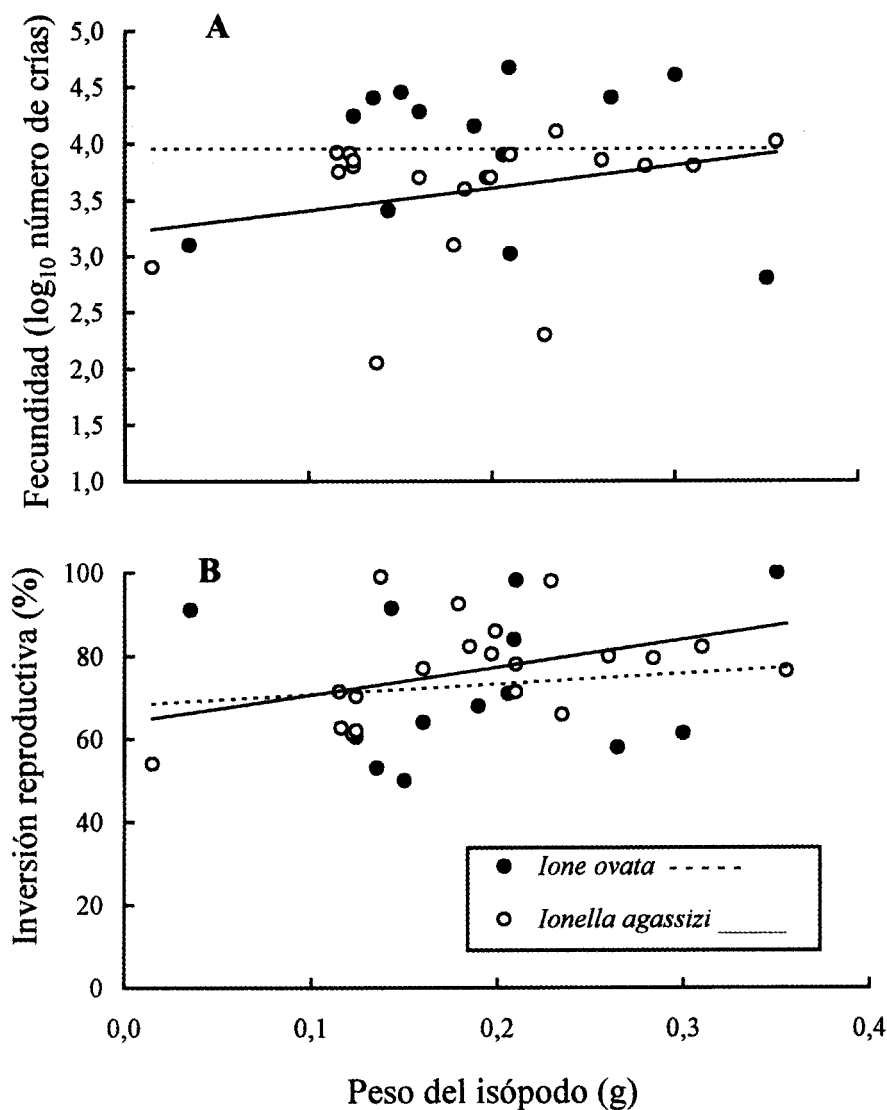 A
Fecundidad (log₁₀ número de crías)
5,0
4,5
4,0
3,5
3,0
2,5
2,0
1,5
1,0
B
Inversión reproductiva (%)
100
80
60
40
20
0
Ione ovata
Ionella agassizi
0,0 0,1 0,2 0,3 0,4
Peso del isópodo (g)